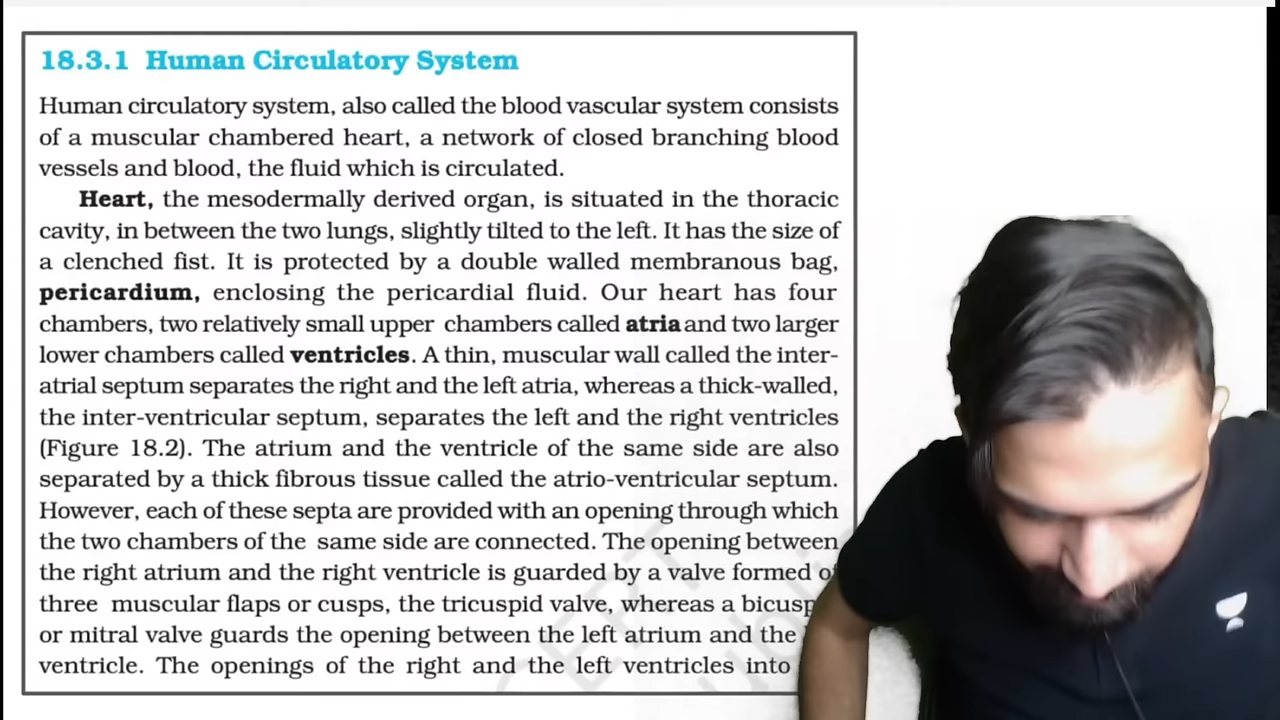 18.3.1 Human Circulatory System
Human circulatory system, also called the blood vascular system consists
of a muscular chambered heart, a network of closed branching blood
vessels and blood, the fluid which is circulated.
Heart, the mesodermally derived organ, is situated in the thoracic
cavity, in between the two lungs, slightly tilted to the left. It has the size of
a clenched fist. It is protected by a double walled membranous bag,
pericardium, enclosing the pericardial fluid. Our heart has four
chambers, two relatively small upper chambers called atria and two larger
lower chambers called ventricles. A thin, muscular wall called the inter-
atrial septum separates the right and the left atria, whereas a thick-walled,
the inter-ventricular septum, separates the left and the right ventricles
(Figure 18.2). The atrium and the ventricle of the same side are also
separated by a thick fibrous tissue called the atrio-ventricular septum.
However, each of these septa are provided with an opening through which
the two chambers of the same side are connected. The opening between
the right atrium and the right ventricle is guarded by a valve formed of
three muscular flaps or cusps, the tricuspid valve, whereas a bicusp
or mitral valve guards the opening between the left atrium and the
ventricle. The openings of the right and the left ventricles into